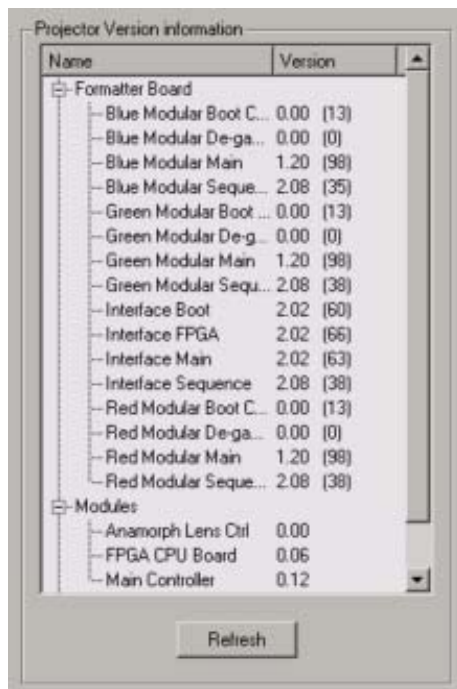 Projector Version information
Name Version
Formatter Board
Blue Modular Boot C... 0.00 (13)
Blue Modular De-ga... 0.00 (0)
Blue Modular Main 1.20 (98)
Blue Modular Seque... 2.08 (35)
Green Modular Boot ... 0.00 (13)
Green Modular De-g... 0.00 (0)
Green Modular Main 1.20 (98)
Green Modular Sequ... 2.08 (38)
Interface Boot 2.02 (60)
Interface FPGA 2.02 (66)
Interface Main 2.02 (63)
Interface Sequence 2.08 (38)
Red Modular Boot C... 0.00 (13)
Red Modular De-ga... 0.00 (0)
Red Modular Main 1.20 (98)
Red Modular Seque... 2.08 (38)
Modules
Anamorph Lens Ctrl 0.00
FPGA CPU Board 0.06
Main Controller 0.12
Refresh